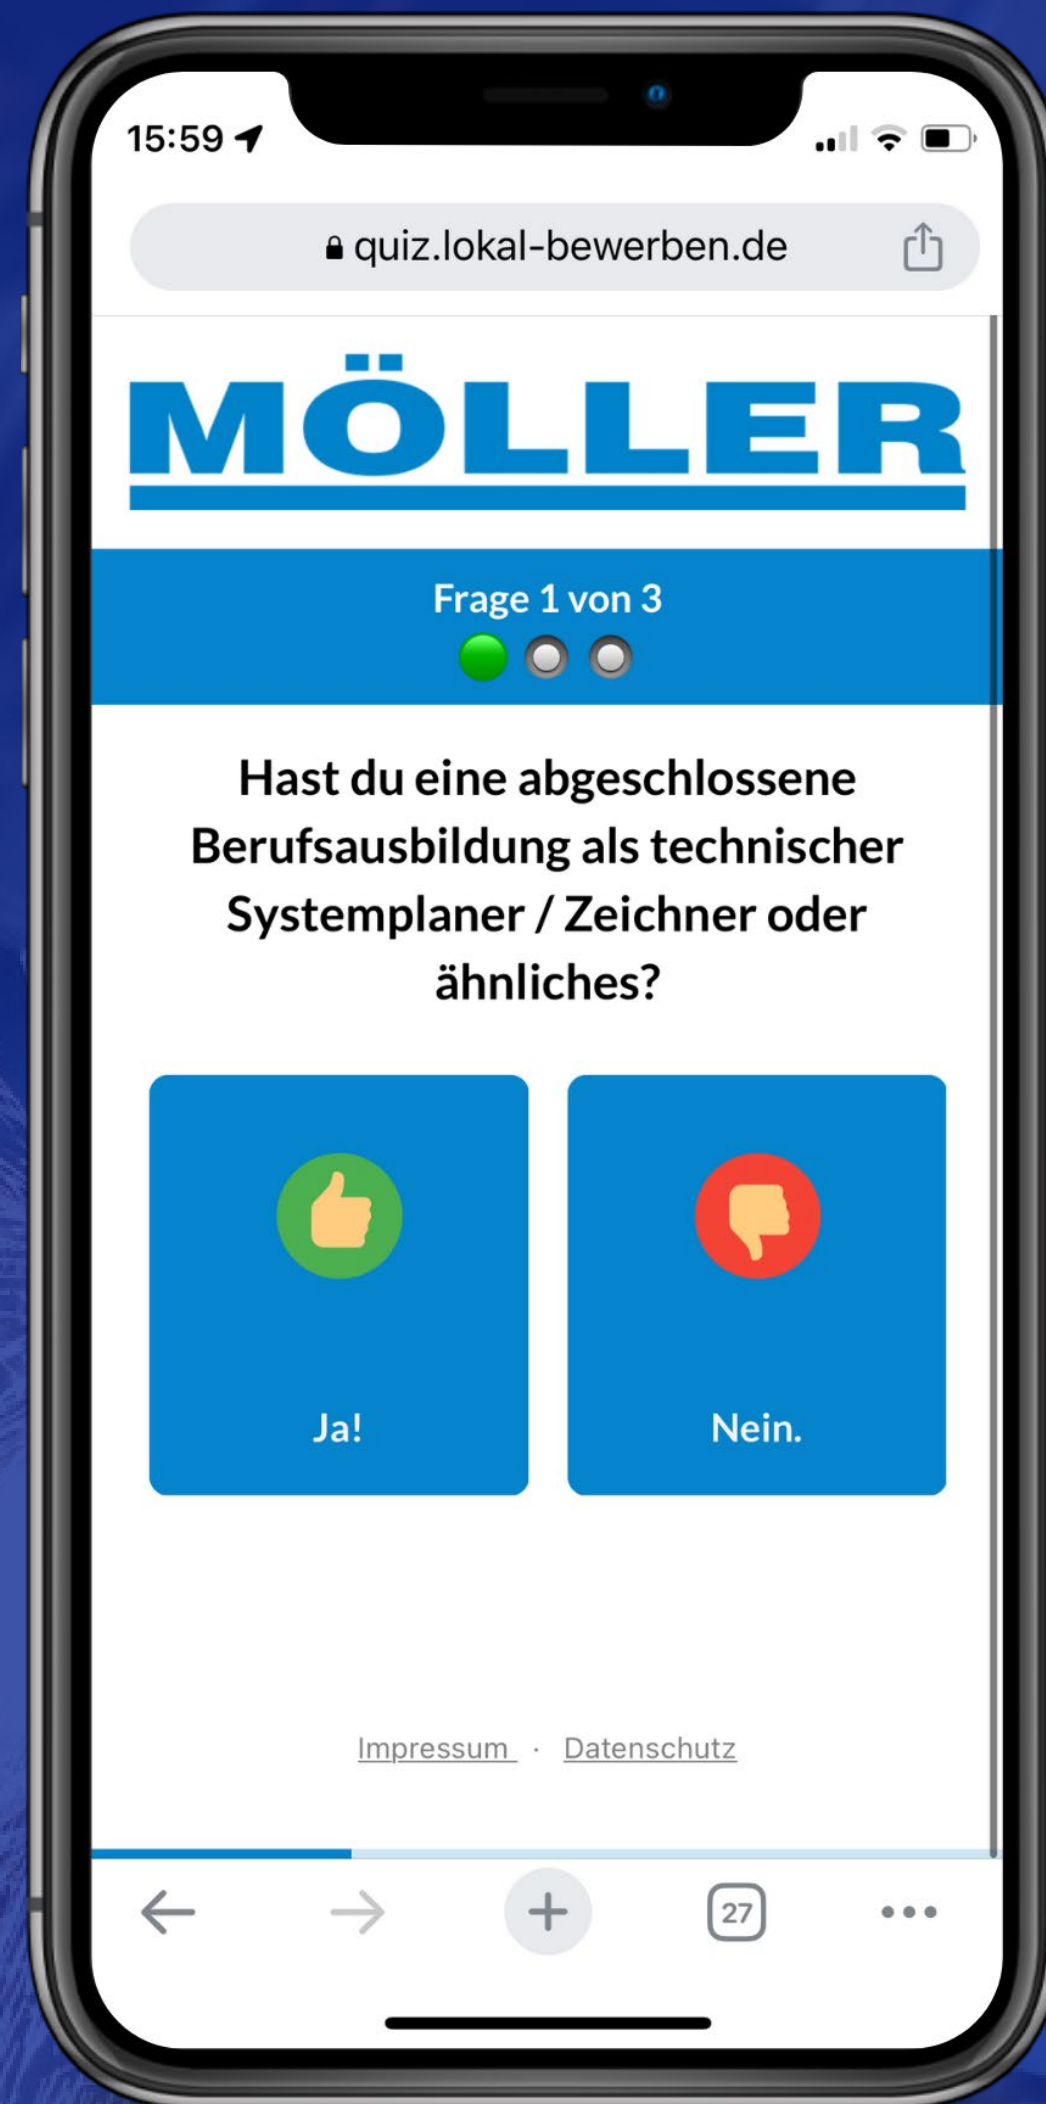 15:59
quiz.lokal-bewerben.de
MÖLLER
Frage 1 von 3
Hast du eine abgeschlossene
Berufsausbildung als technischer
Systemplaner / Zeichner oder
ähnliches?
Ja!
Nein.
Impressum · Datenschutz
27